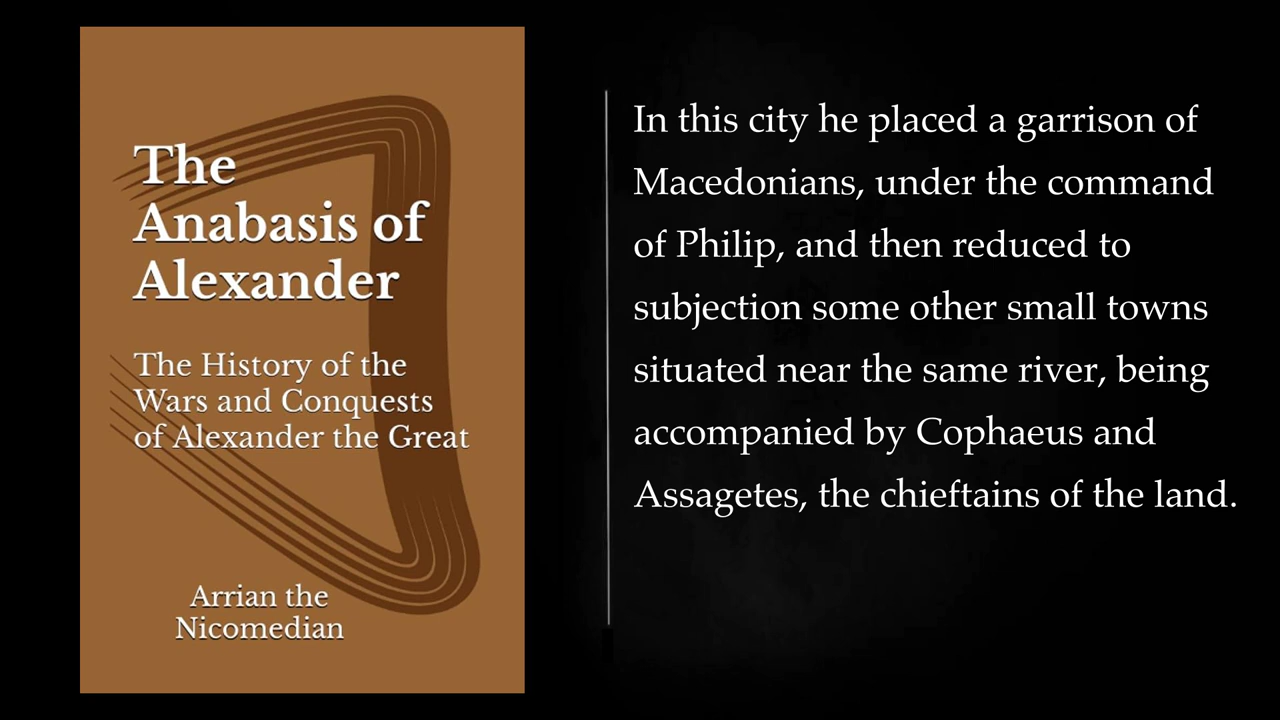 The
Anabasis of
Alexander
The History of the
Wars and Conquests
of Alexander the Great
Arrian the
Nicomedian
In this city he placed a garrison of
Macedonians, under the command
of Philip, and then reduced to
subjection some other small towns
situated near the same river, being
accompanied by Cophaeus and
Assagetes, the chieftains of the land.